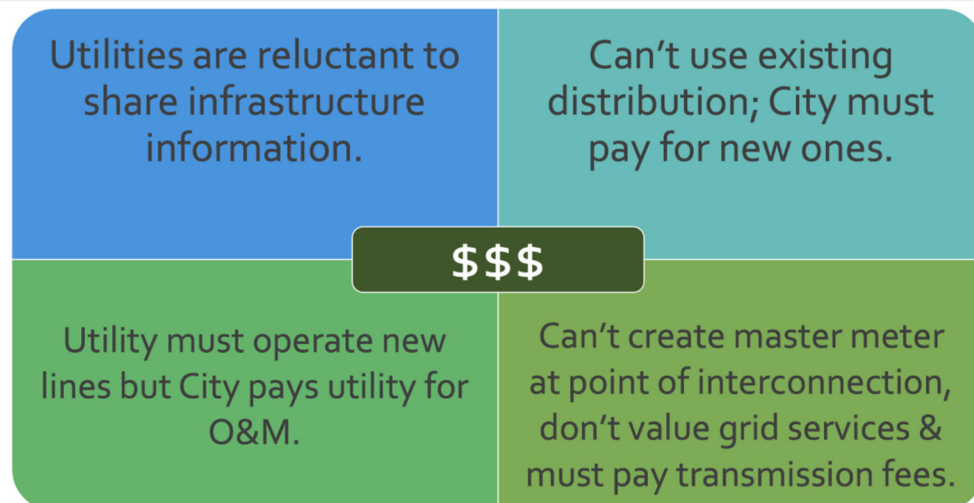 Utilities are reluctant to
share infrastructure
information.
Can’t use existing
distribution; City must
pay for new ones.
$$$
Utility must operate new
lines but City pays utility for
O&M.
Can’t create master meter
at point of interconnection,
don’t value grid services &
must pay transmission fees.